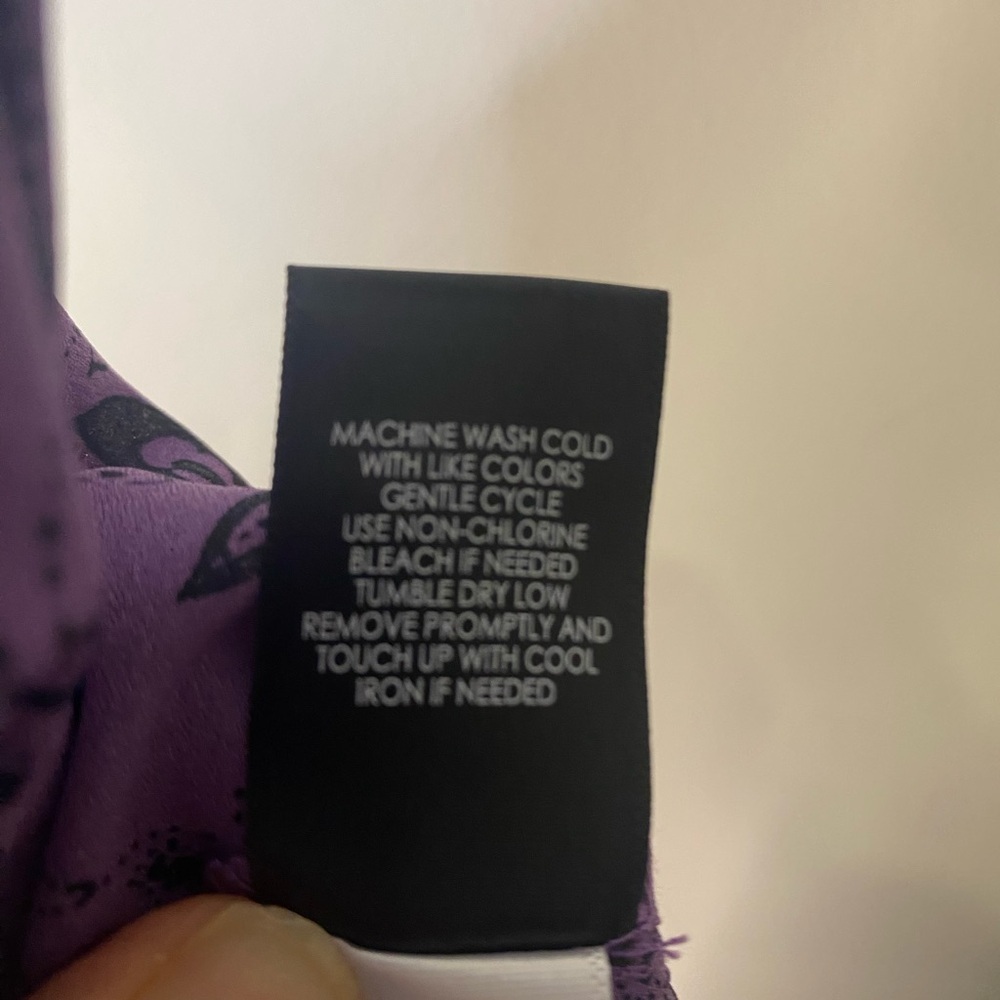 MACHINE WASH COLD
WITH LIKE COLORS
GENTLE CYCLE
USE NON-CHLORINE
BLEACH IF NEEDED
TUMBLE DRY LOW
REMOVE PROMPTLY AND
TOUCH UP WITH COOL
IRON IF NEEDED